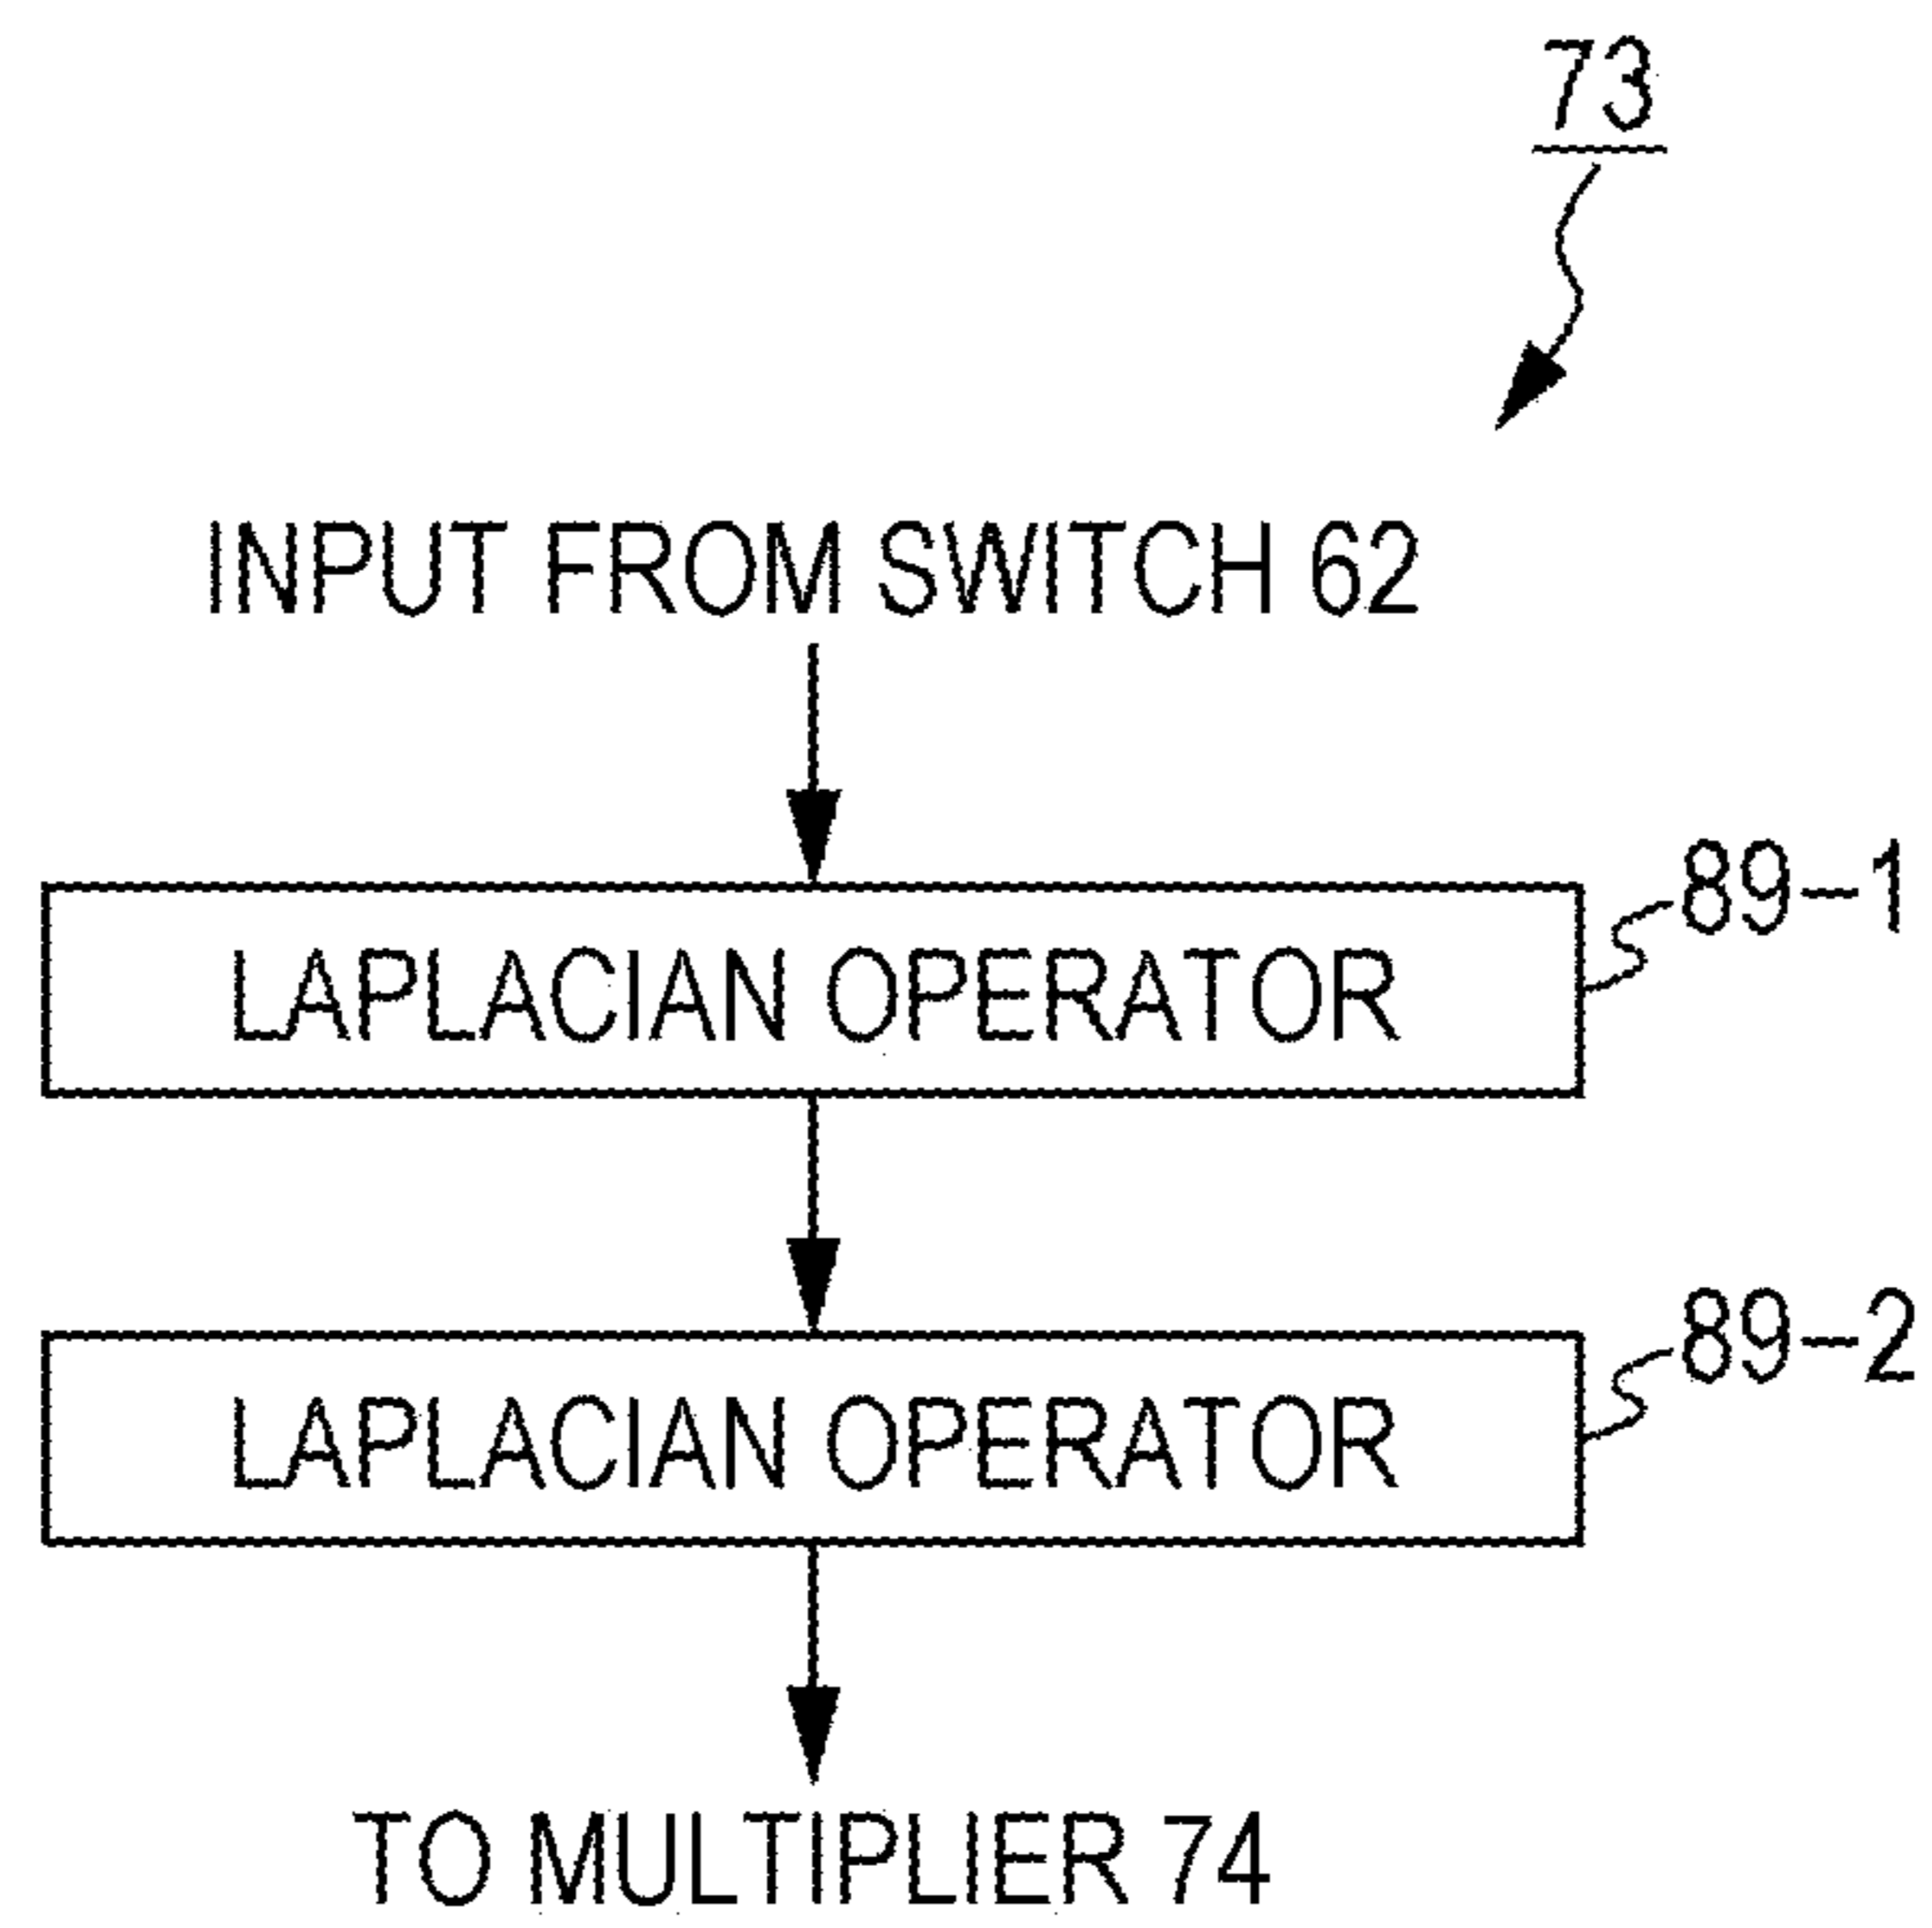 73
INPUT FROM SWITCH 62
89-1
LAPLACIAN OPERATOR
89-2
LAPLACIAN OPERATOR
TO MULTIPLIER 74